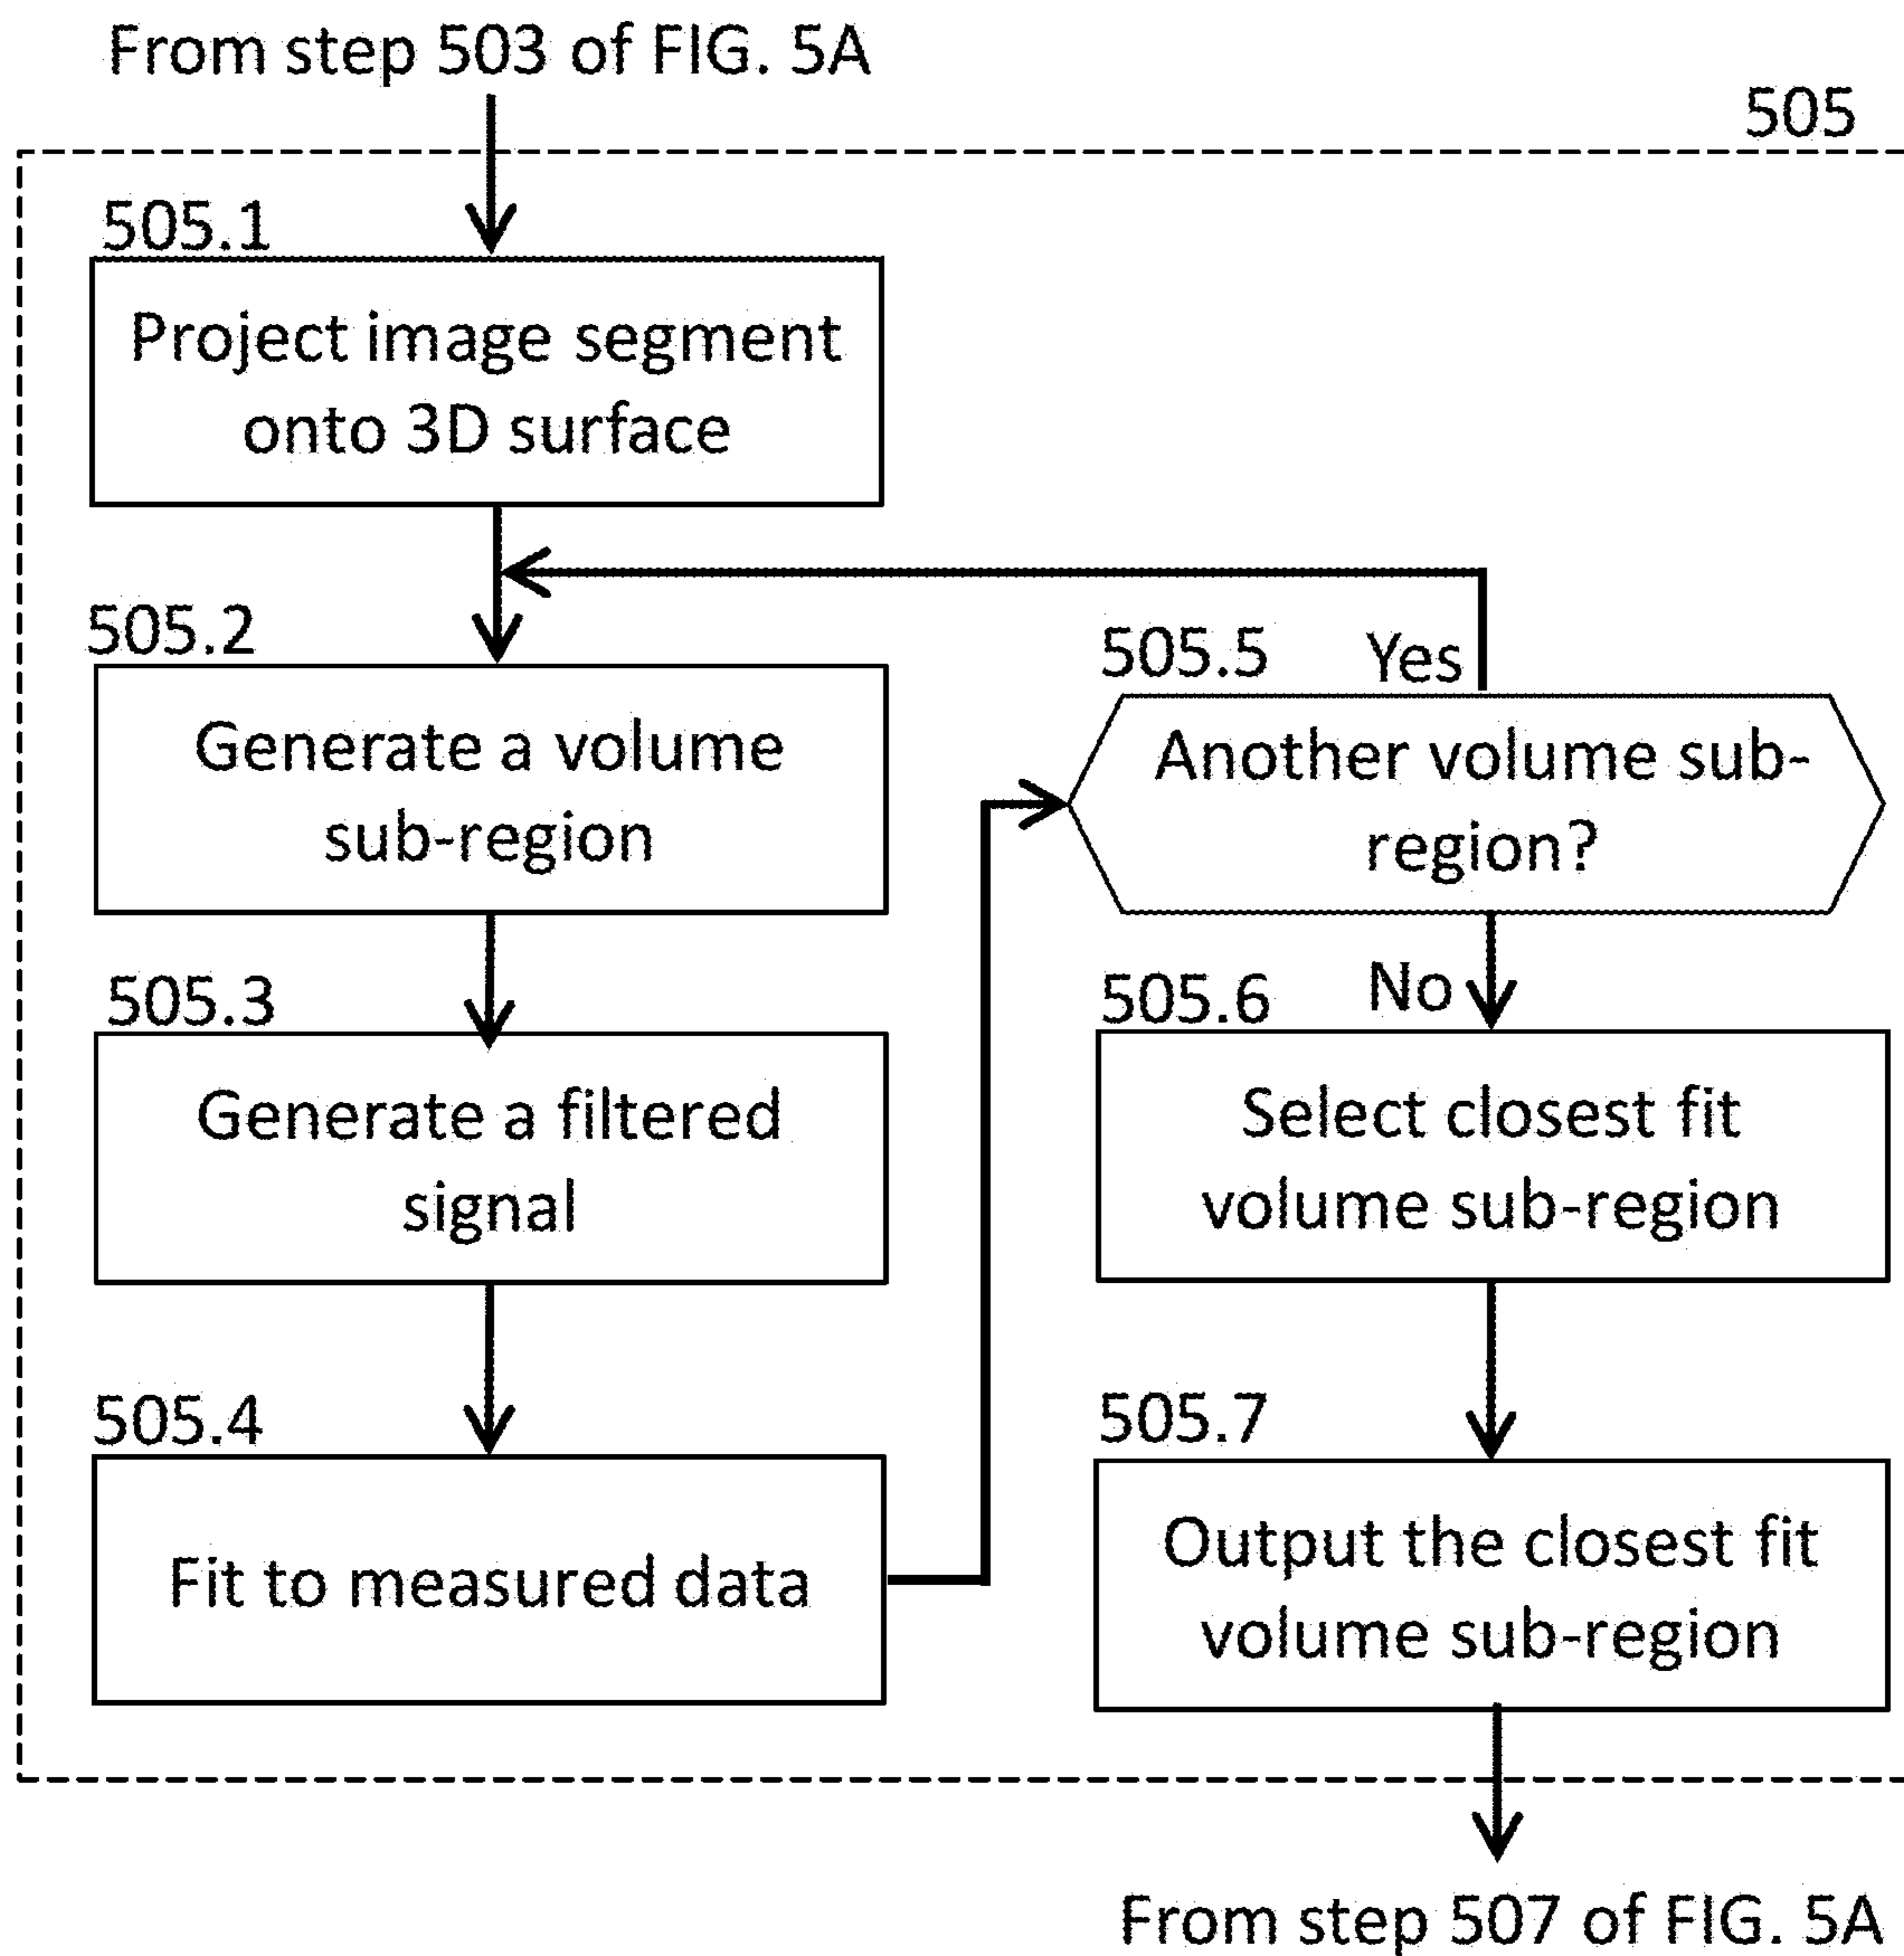 From step 503 of FIG. 5A
505
505.1
Project image segment
onto 3D surface
505.2
Generate a volume
sub-region
505.3
Generate a filtered
signal
505.4
Fit to measured data
505.5
Yes
Another volume sub-
region?
No
505.6
Select closest fit
volume sub-region
505.7
Output the closest fit
volume sub-region
From step 507 of FIG. 5A